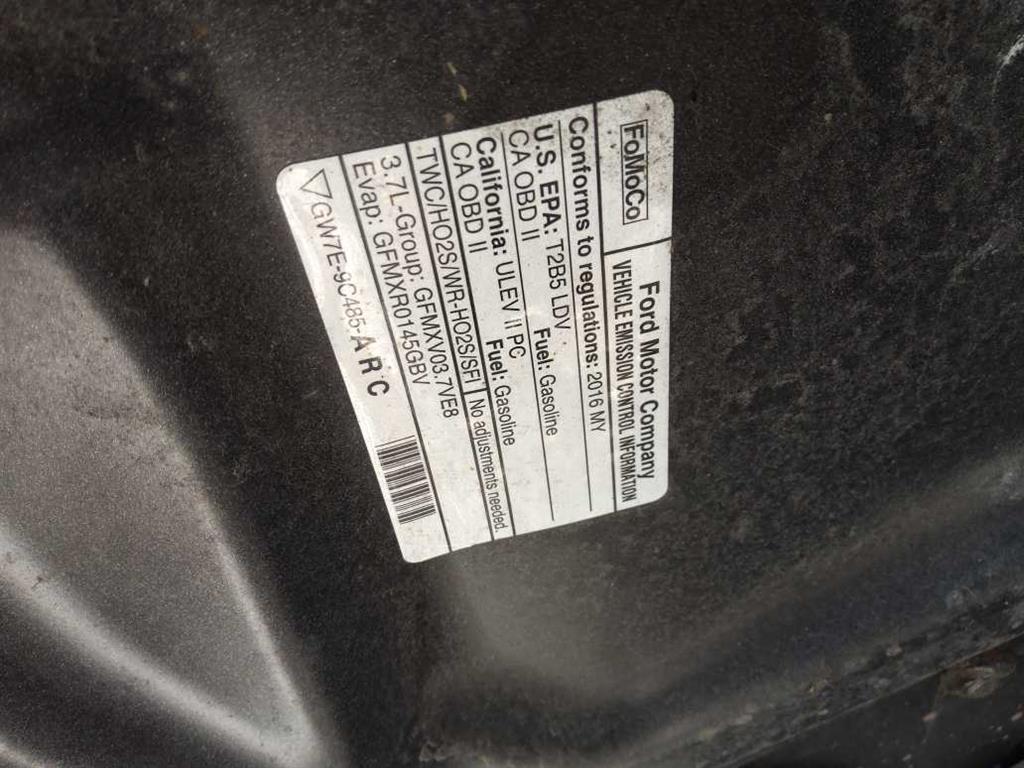 FoMoCo
Ford Motor Company
VEHICLE EMISSION CONTROL INFORMATION
Conforms to regulations: 2016 MY
U.S. EPA: T2B5 LDV Fuel: Gasoline
CA OBD II
California: ULEV II PC Fuel: Gasoline
CA OBD II
TWC/HO2S/WR-HO2S/SFI No adjustments needed.
3.7L-Group: GFMXV03.7VE8
Evap: GFMXR0145GBV
GW7E-9C485-A R C